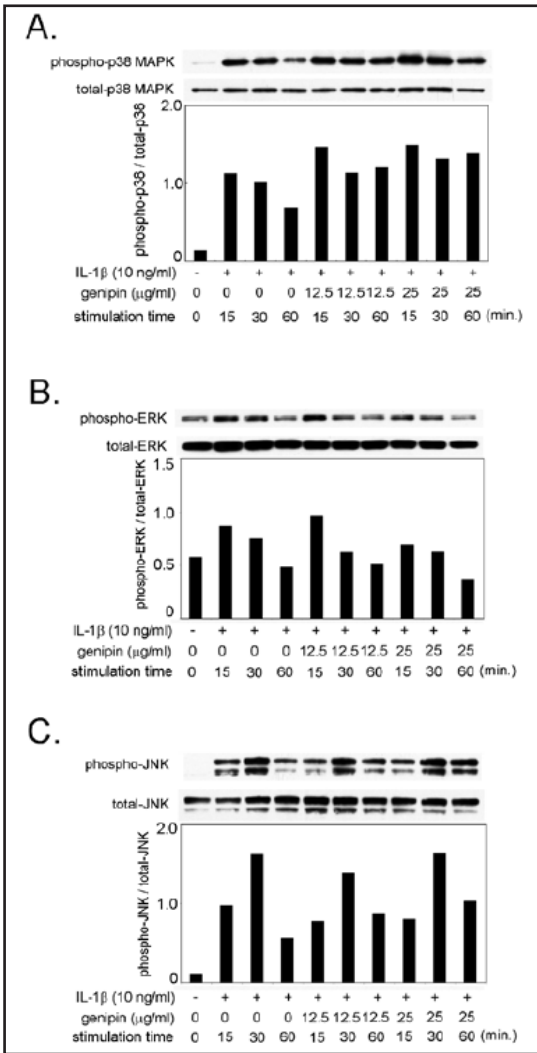 A.
phospho-p38 MAPK
total-p38 MAPK
phospho-p38 / total-p38
2.0
1.0
0
IL-1β (10 ng/ml) - + + + + + + + + +
genipin (μg/ml) 0 0 0 0 12.5 12.5 12.5 25 25 25
stimulation time 0 15 30 60 15 30 60 15 30 60 (min.)
B.
phospho-ERK
total-ERK
phospho-ERK / total-ERK
1.5
1.0
0.5
0
IL-1β (10 ng/ml) - + + + + + + + + +
genipin (μg/ml) 0 0 0 0 12.5 12.5 12.5 25 25 25
stimulation time 0 15 30 60 15 30 60 15 30 60 (min.)
C.
phospho-JNK
total-JNK
phospho-JNK / total-JNK
2.0
1.0
0
IL-1β (10 ng/ml) - + + + + + + + + +
genipin (μg/ml) 0 0 0 0 12.5 12.5 12.5 25 25 25
stimulation time 0 15 30 60 15 30 60 15 30 60 (min.)